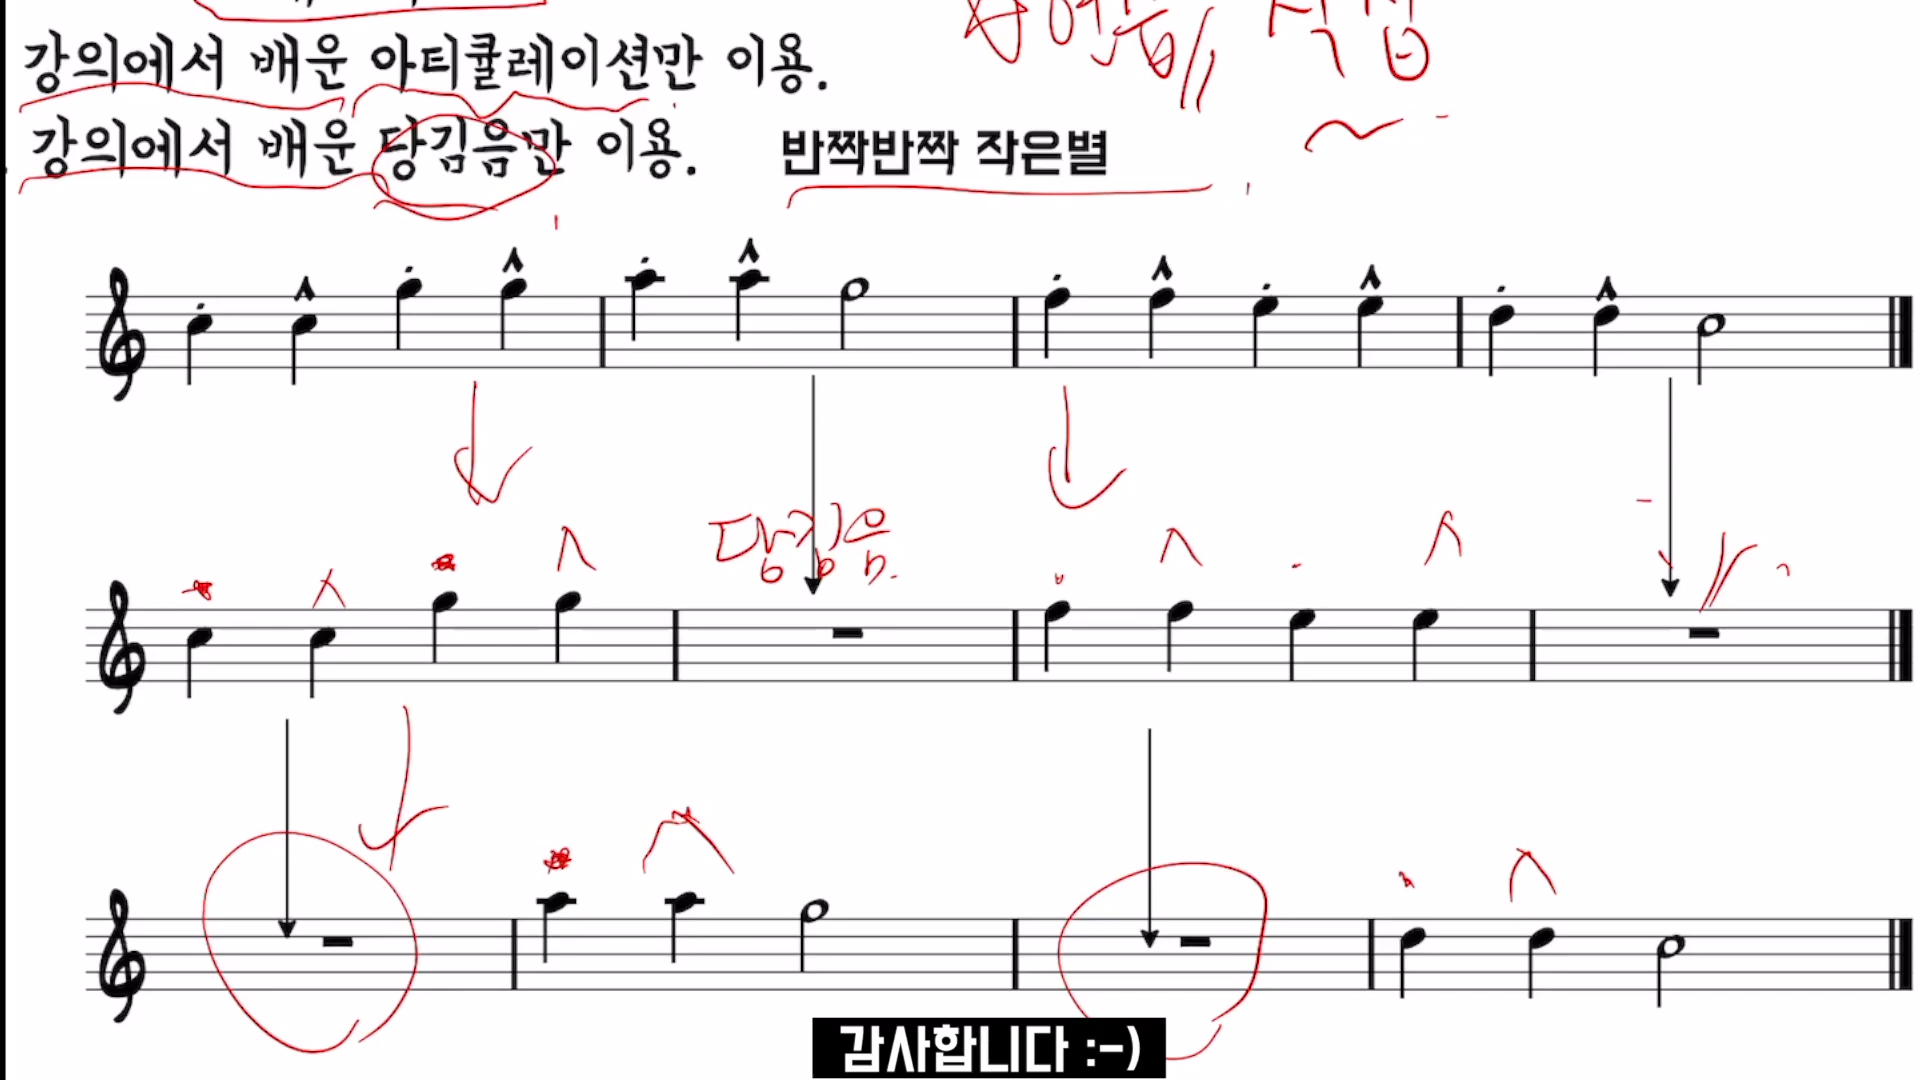 강의에서 배운 아티큘레이션만 이용.
강의에서 배운 당김음만 이용.
반짝반짝 작은별
당김음
감사합니다 :-)